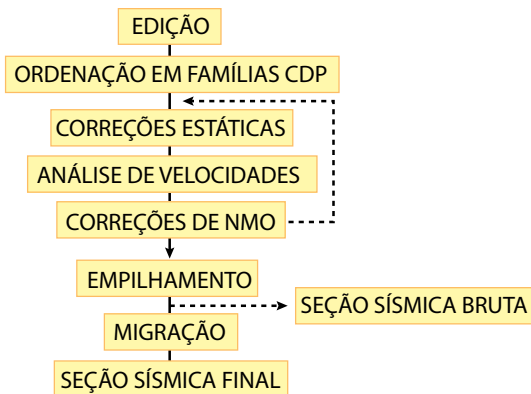 EDIÇÃO
ORDENAÇÃO EM FAMÍLIAS CDP
CORREÇÕES ESTÁTICAS
ANÁLISE DE VELOCIDADES
CORREÇÕES DE NMO
EMPILHAMENTO
SEÇÃO SÍSMICA BRUTA
MIGRAÇÃO
SEÇÃO SÍSMICA FINAL